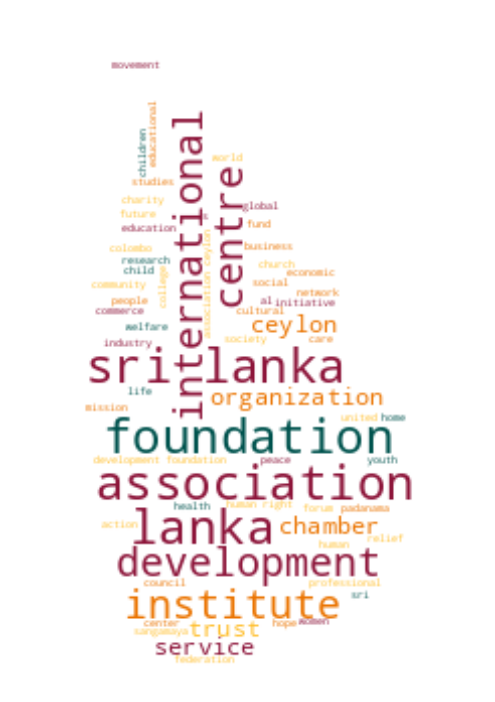 movement
children
educational
international
world
centre
studies
charity
global
future
fund
education
association ceylon
colombo
business
research
church
child
economic
community
college
social
network
people
al
initiative
commerce
cultural
ceylon
welfare
society
care
industry
sri lanka
life
organization
mission
united
home
foundation
development foundation
peace
youth
association
health
human right
forum
padanama
action
lanka
chamber
relief
human
development
council
professional
sri
institute
center
hope
women
sangamaya
trust
service
federation